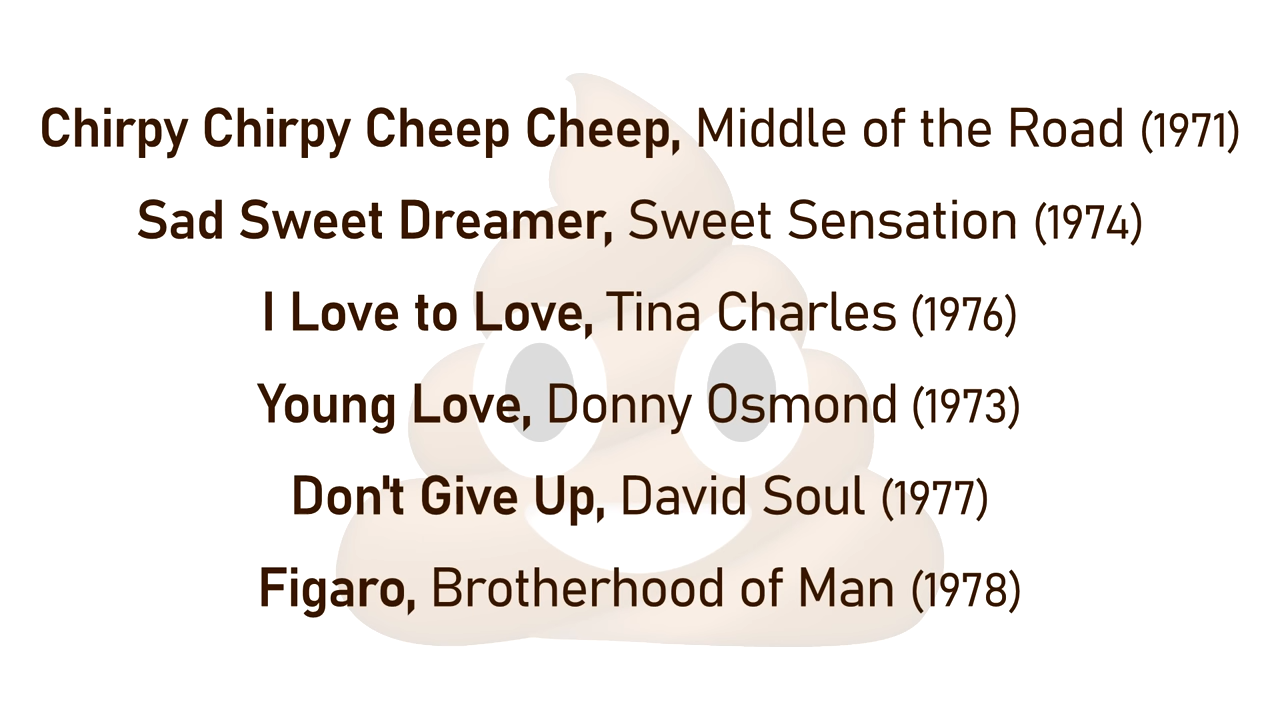 Chirpy Chirpy Cheep Cheep, Middle of the Road (1971)
Sad Sweet Dreamer, Sweet Sensation (1974)
I Love to Love, Tina Charles (1976)
Young Love, Donny Osmond (1973)
Don't Give Up, David Soul (1977)
Figaro, Brotherhood of Man (1978)